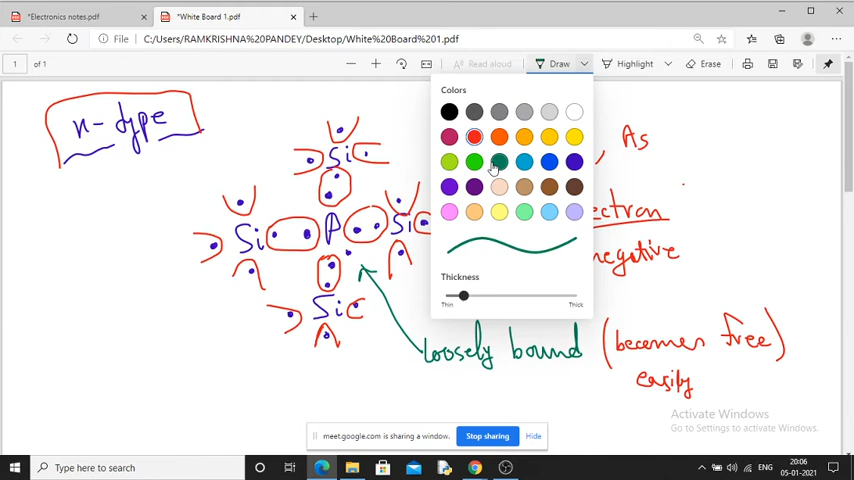 *Electronics notes.pdf
*White Board 1.pdf
File
C:/Users/RAMKRISHNA%20PANDEY/Desktop/White%20Board%201.pdf
1 of 1
Read aloud
Draw
Highlight
Erase
Colors
n-type
Si
, As
Si P Si
ectron
negative
Thickness
Thin Thick
Si
loosely bound (becomes free)
easily
Activate Windows
Go to Settings to activate Windows.
meet.google.com is sharing a window.
Stop sharing
Hide
Type here to search
ENG
20:06
05-01-2021